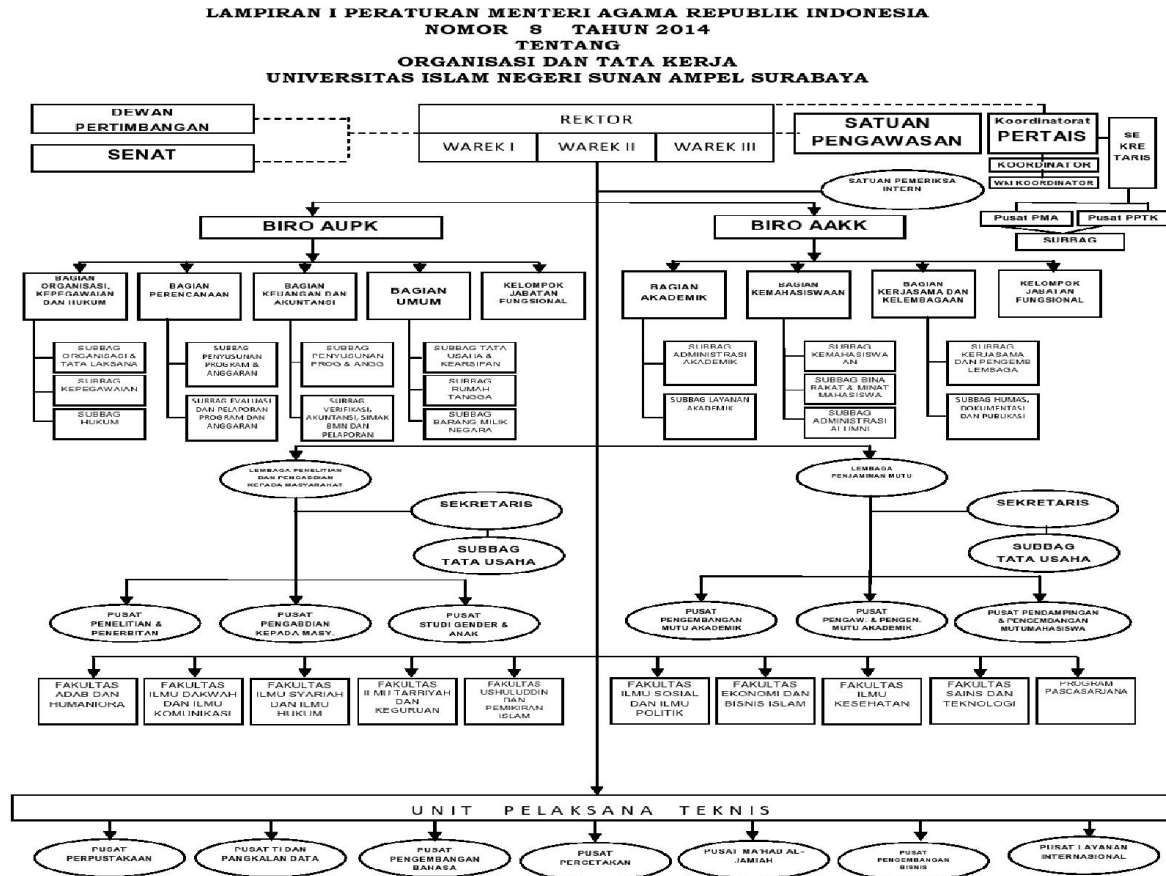 LAMPIRAN I PERATURAN MENTERI AGAMA REPUBLIK INDONESIA
NOMOR 8 TAHUN 2014
TENTANG
ORGANISASI DAN TATA KERJA
UNIVERSITAS ISLAM NEGERI SUNAN AMPEL SURABAYA
DEWAN
PERTIMBANGAN
SENAT
REKTOR
WAREK I
WAREK II
WAREK III
SATUAN
PENGAWASAN
Koordinatorat
PERTAIS
SE
KRE
TARIS
KOORDINATOR
Wkl KOORDINATOR
SATUAN PEMERIKSA
INTERN
Pusat PMA
Pusat PPTK
SUBBAG
BIRO AUPK
BIRO AAKK
BAGIAN
ORGANISASI,
KEPEGAWAIAN
DAN HUKUM
BAGIAN
PERENCANAAN
BAGIAN
KEUANGAN DAN
AKUNTANGI
BAGIAN
UMUM
KELOMPOK
JABATAN
FUNGSIONAL
BAGIAN
AKADEMIK
BAGIAN
KEMAHASISWAAN
BAGIAN
KERJASAMA DAN
KELEMBAGAAN
KELOMPOK
JABATAN
FUNGSIONAL
SUBBAG
ORGANISASI &
TATA LAKSANA
SUBBAG
KEPEGAWAIAN
SUBBAG
HUKUM
SUBBAG
PENYUSUNAN
PROGRAM &
ANGGARAN
SUBBAG EVALUASI
DAN PELAPORAN
PROGRAM DAN
ANGGARAN
SUBBAG
PENYUSUNAN
PROG & ANGG
SUBBAG
VERIFIKASI,
AKUNTANSI, SIMAK
BMN DAN
PELAPORAN
SUBBAG TATA
USAHA &
KEARSIPAN
SUBBAG
RUMAH
TANGGA
SUBBAG
BARANG MILIK
NEGARA
SUBBAG
ADMINISTRASI
AKADEMIK
SUBBAG LAYANAN
AKADEMIK
SUBBAG
KEMAHASISWA
AN
SUBBAG BINA
RAKAT & MINAT
MAHASISWA
SUBBAG
ADMINISTRASI
ALUMNI
SUBBAG
KERJASAMA
DAN PENGEMB
LEMBAGA
SUBBAG HUMAS,
DOKUMENTASI
DAN PUBLIKASI
LEMBAGA PENELITIAN
DAN PENGABDIAN
KEPADA MASYARAKAT
LEMBAGA
PENJAMINAN MUTU
SEKRETARIS
SUBBAG
TATA USAHA
SEKRETARIS
SUBBAG
TATA USAHA
PUSAT
PENELITIAN &
PENERBITAN
PUSAT
PENGABDIAN
KEPADA MASY.
PUSAT
STUDI GENDER &
ANAK
PUSAT
PENGEMBANGAN
MUTU AKADEMIK
PUSAT
PENGAW. & PENGEN.
MUTU AKADEMIK
PUSAT PENDAMPINGAN
& PENGEMDANGAN
MUTUMAHASISWA
FAKULTAS
ADAB DAN
HUMANIORA
FAKULTAS
ILMU DAKWAH
DAN ILMU
KOMUNIKASI
FAKULTAS
ILMU SYARIAH
DAN ILMU
HUKUM
FAKULTAS
ILMU TARBIYAH
DAN
KEGURUAN
FAKULTAS
USHULUDDIN
DAN
PEMIKIRAN
ISLAM
FAKULTAS
ILMU SOSIAL
DAN ILMU
POLITIK
FAKULTAS
EKONOMI DAN
BISNIS ISLAM
FAKULTAS
ILMU
KESEHATAN
FAKULTAS
SAINS DAN
TEKNOLOGI
PROGRAM
PASCASARJANA
UNIT PELAKSANA TEKNIS
PUSAT
PERPUSTAKAAN
PUSAT TI DAN
PANGKALAN DATA
PUSAT
PENGEMBANGAN
BAHASA
PUSAT
PERCETAKAN
PUSAT MA'HAD AL-
JAMIAH
PUSAT
PENGEMBANGAN
BISNIS
PUSAT LAYANAN
INTERNASIONAL